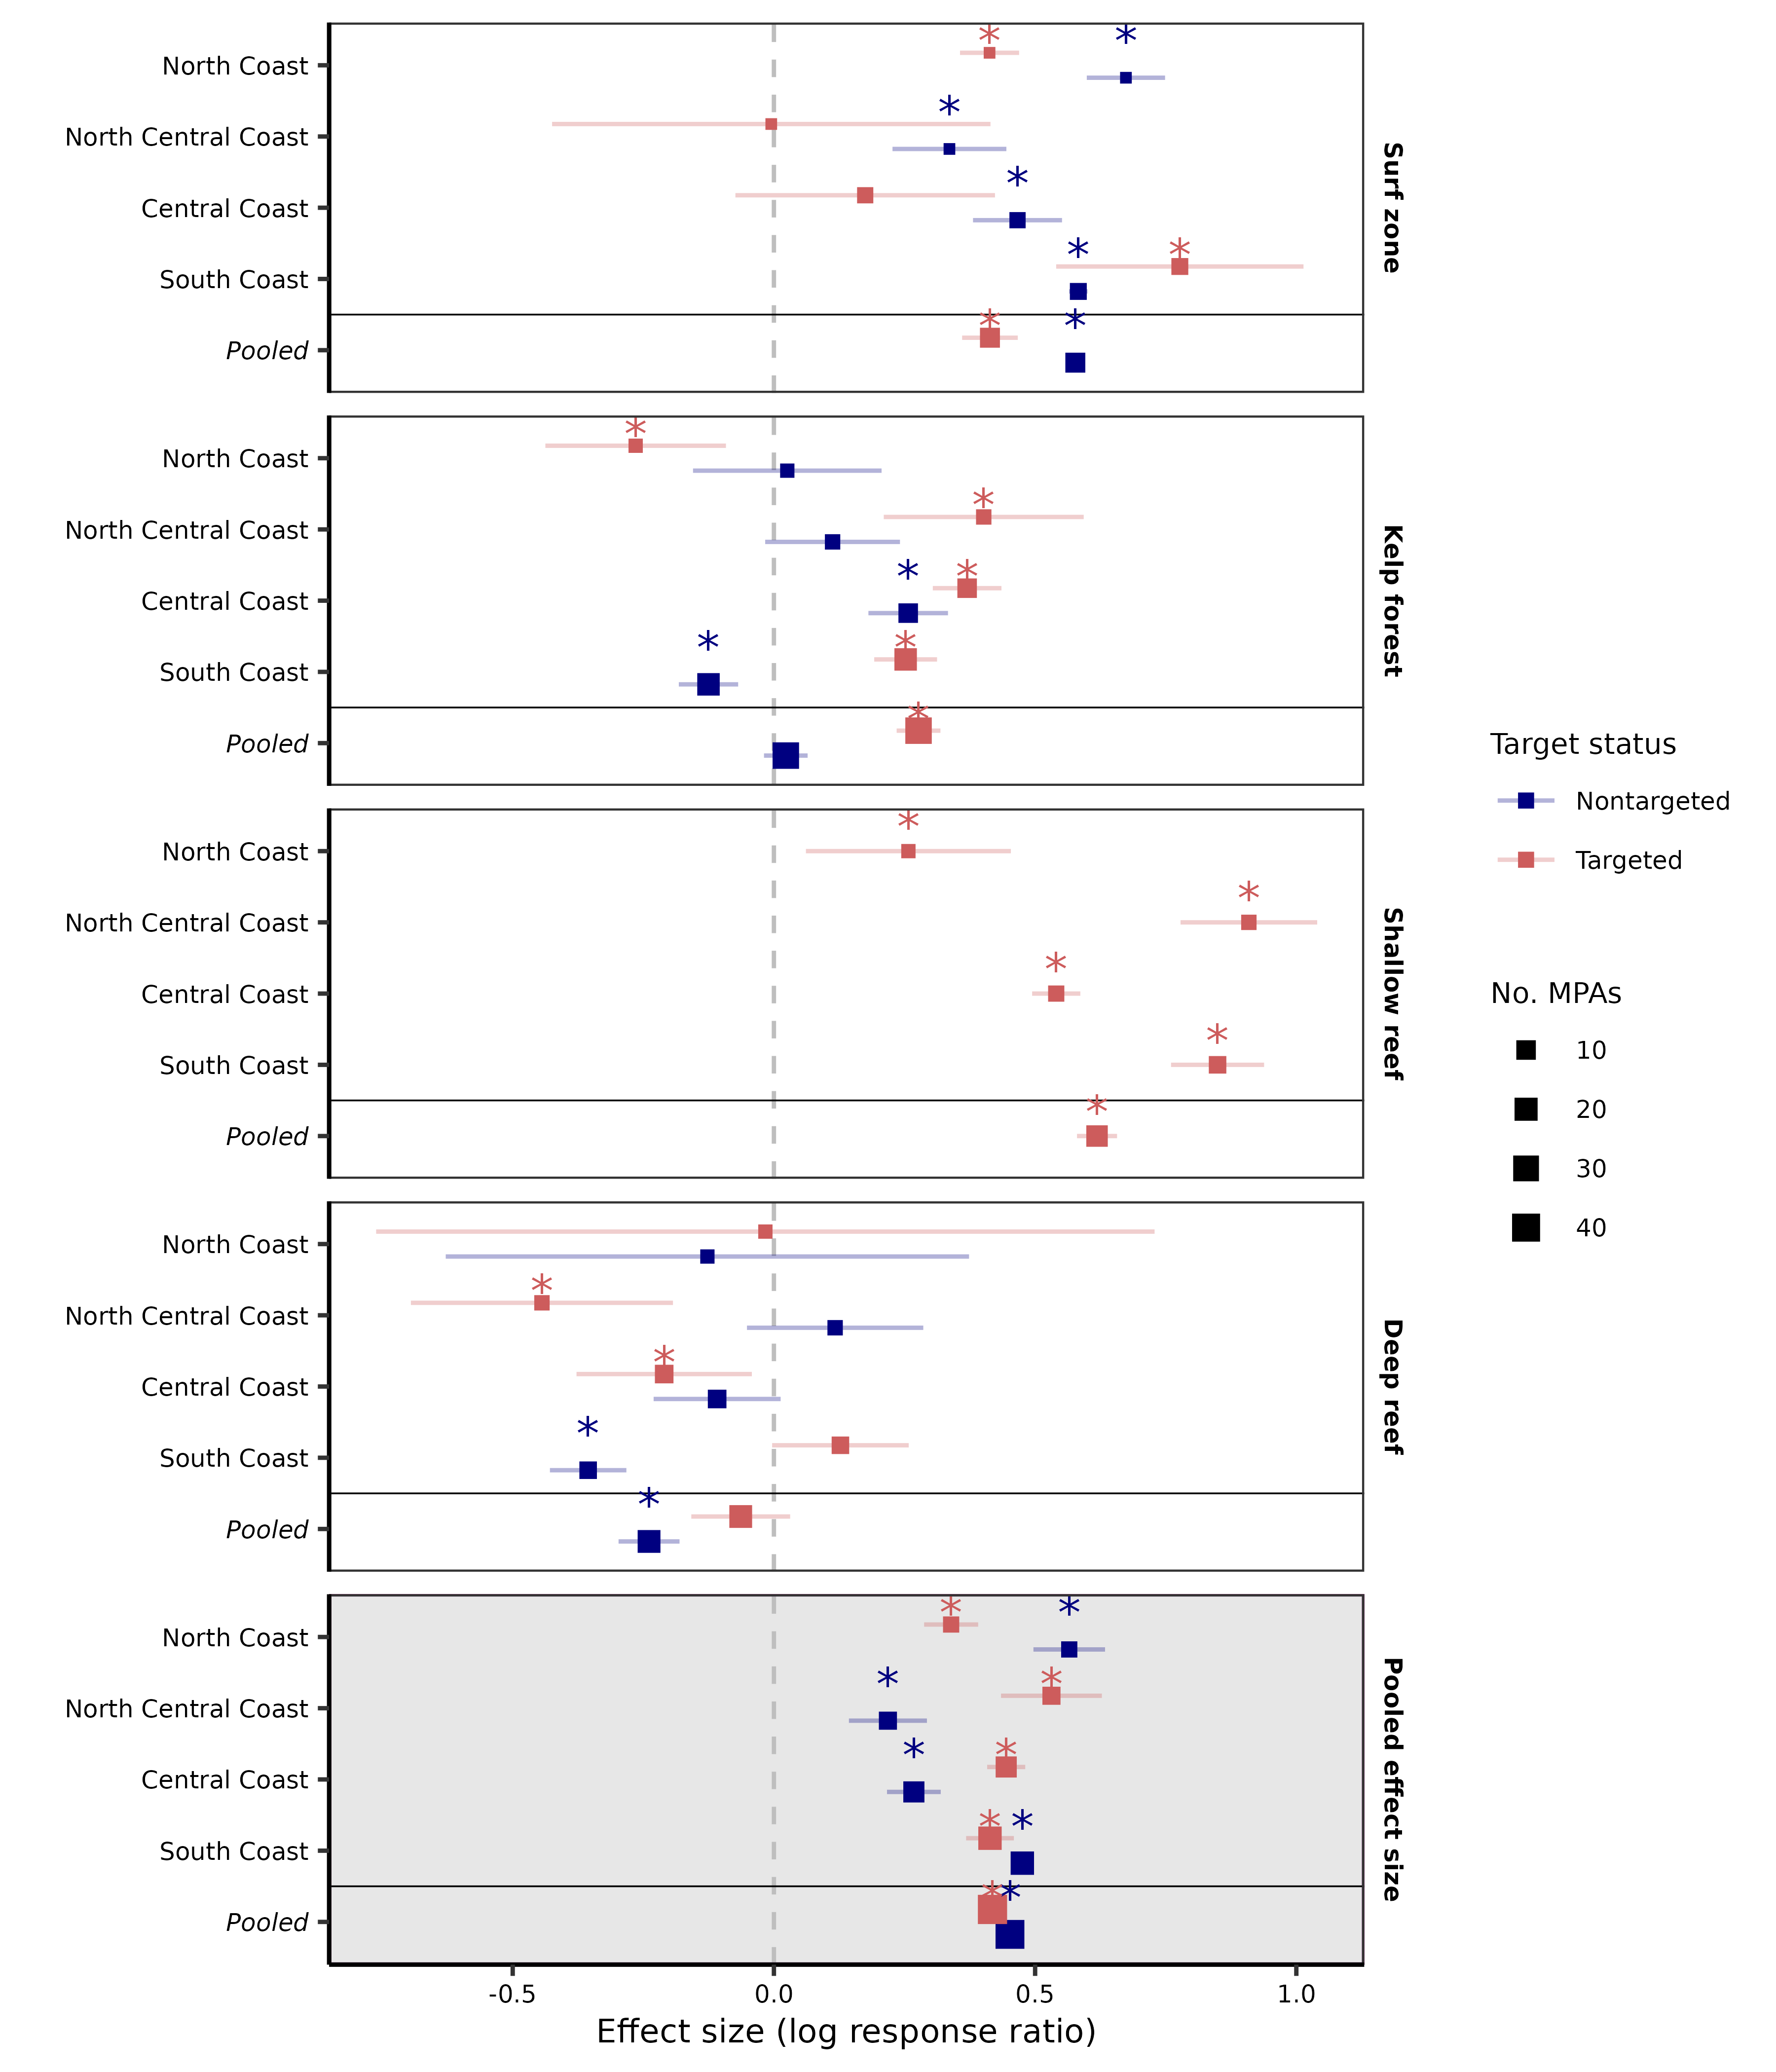 North Coast
North Central Coast
Central Coast
South Coast
Pooled
Surf zone
North Coast
North Central Coast
Central Coast
South Coast
Pooled
Kelp forest
North Coast
North Central Coast
Central Coast
South Coast
Pooled
Shallow reef
North Coast
North Central Coast
Central Coast
South Coast
Pooled
Deep reef
North Coast
North Central Coast
Central Coast
South Coast
Pooled
Pooled effect size
-0.5 0.0 0.5 1.0
Effect size (log response ratio)
Target status
Nontargeted
Targeted
No. MPAs
10
20
30
40